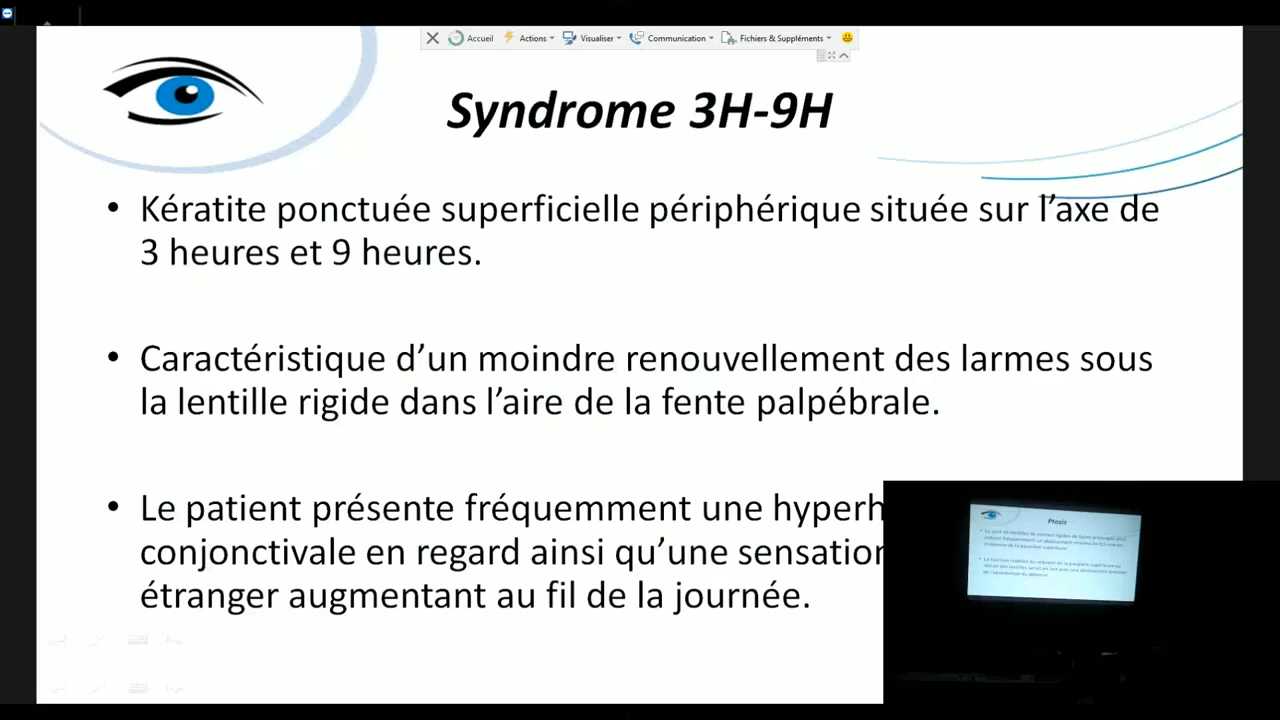 Accueil
Actions
Visualiser
Communication
Fichiers & Suppléments
Syndrome 3H-9H
• Kératite ponctuée superficielle périphérique située sur l’axe de
3 heures et 9 heures.
• Caractéristique d’un moindre renouvellement des larmes sous
la lentille rigide dans l’aire de la fente palpébrale.
• Le patient présente fréquemment une hyperh
conjonctivale en regard ainsi qu’une sensation
étranger augmentant au fil de la journée.
Ptosis